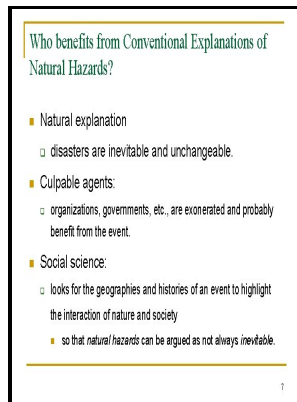 Who benefits from Conventional Explanations of
Natural Hazards?
Natural explanation
disasters are inevitable and unchangeable.
Culpable agents:
organizations, governments, etc., are exonerated and probably
benefit from the event.
Social science:
looks for the geographies and histories of an event to highlight
the interaction of nature and society
so that natural hazards can be argued as not always inevitable.
7